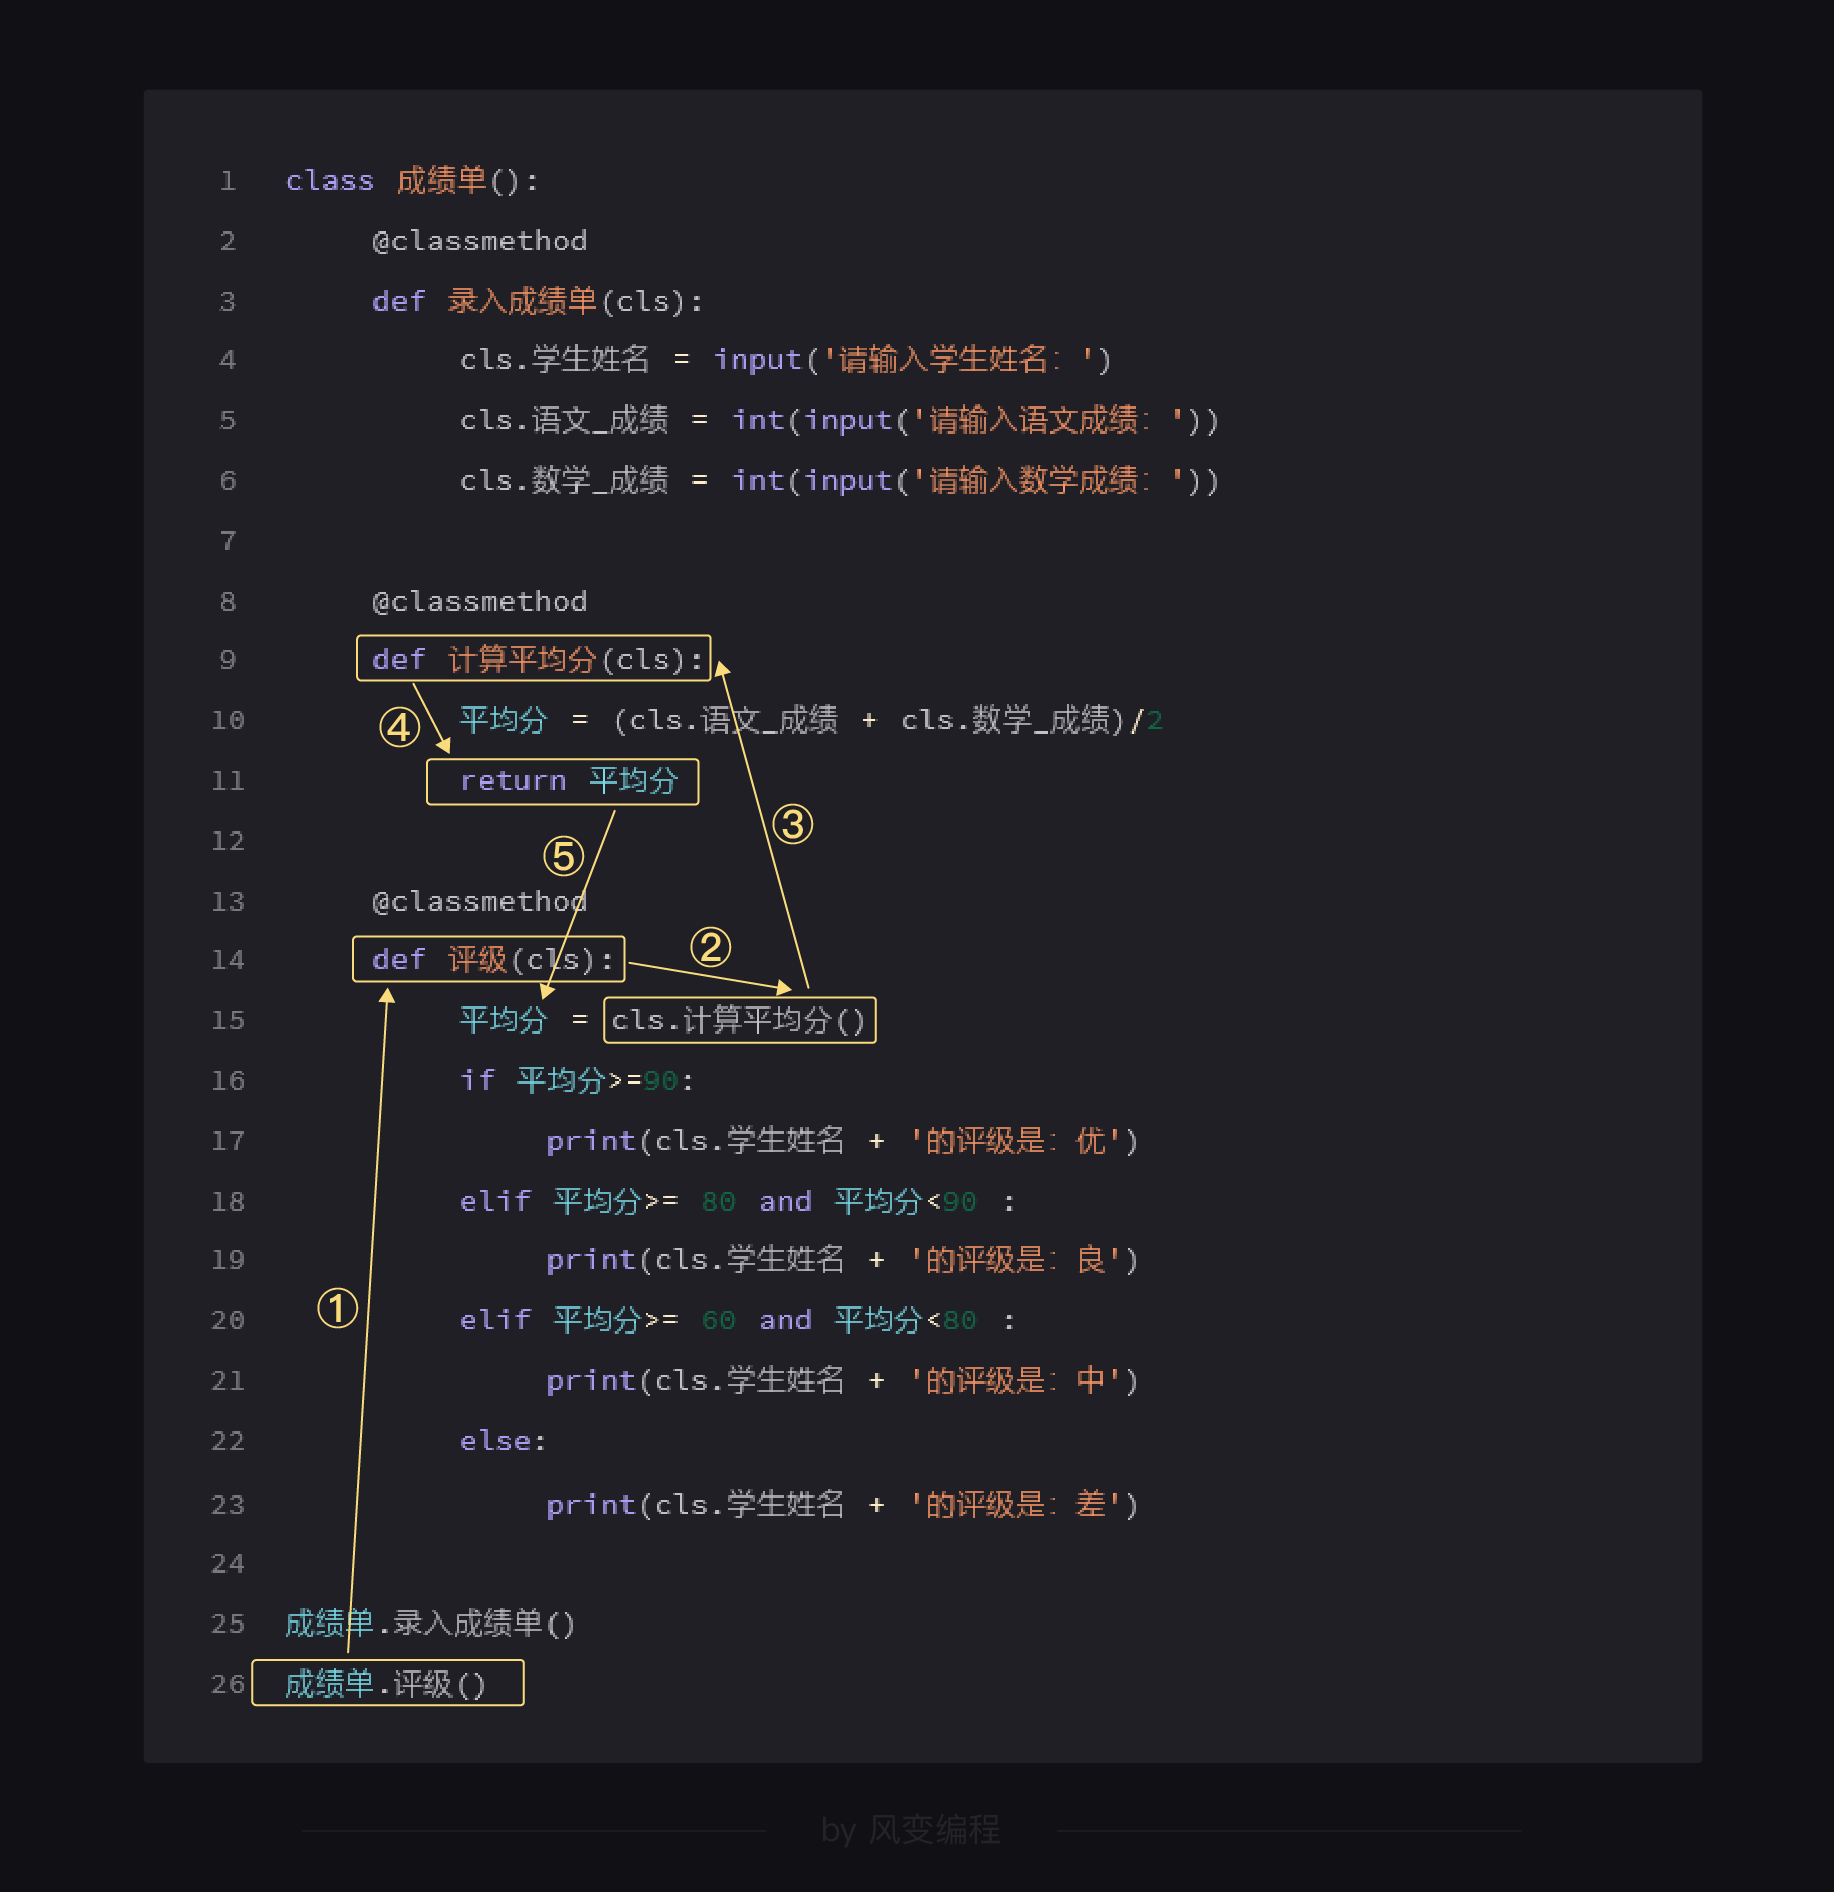 1 class 成绩单():
2 @classmethod
3 def 录入成绩单(cls):
4 cls.学生姓名 = input('请输入学生姓名：')
5 cls.语文_成绩 = int(input('请输入语文成绩：'))
6 cls.数学_成绩 = int(input('请输入数学成绩：'))
7
8 @classmethod
9 def 计算平均分(cls):
10 平均分 = (cls.语文_成绩 + cls.数学_成绩)/2
④
11 return 平均分
③
12
⑤
13 @classmethod
②
14 def 评级(cls):
15 平均分 = cls.计算平均分()
16 if 平均分>=90:
17 print(cls.学生姓名 + '的评级是：优')
18 elif 平均分>= 80 and 平均分<90 :
19 print(cls.学生姓名 + '的评级是：良')
①
20 elif 平均分>= 60 and 平均分<80 :
21 print(cls.学生姓名 + '的评级是：中')
22 else:
23 print(cls.学生姓名 + '的评级是：差')
24
25 成绩单.录入成绩单()
26 成绩单.评级()
by 风变编程